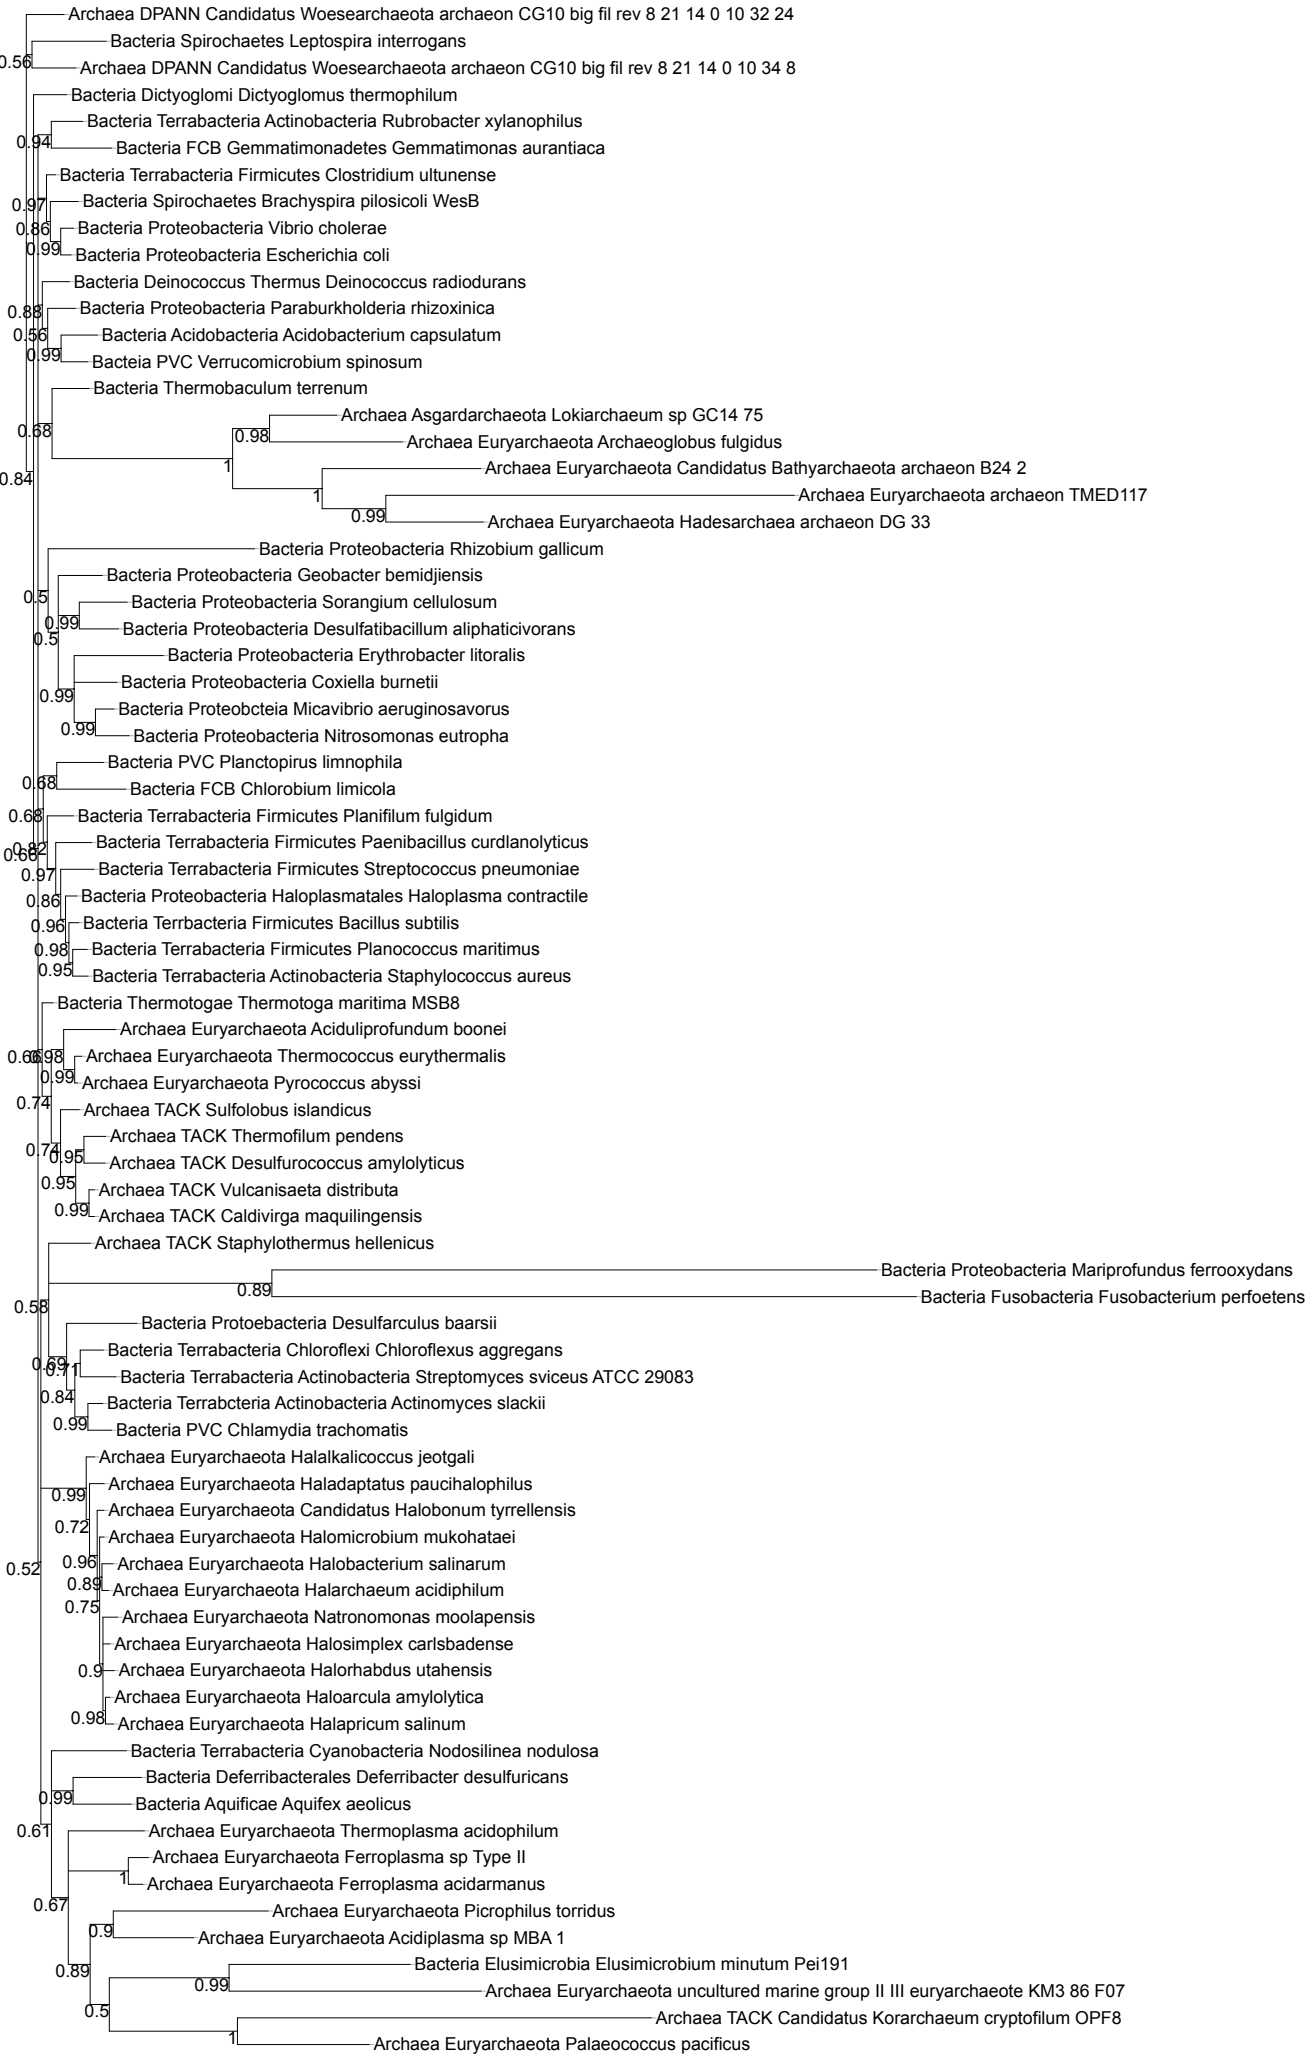 Archaea DPANN Candidatus Woesearchaeota archaeon CG10 big fil rev 8 21 14 0 10 32 24
Bacteria Spirochaetes Leptospira interrogans
0.56
Archaea DPANN Candidatus Woesearchaeota archaeon CG10 big fil rev 8 21 14 0 10 34 8
Bacteria Dictyoglomi Dictyoglomus thermophilum
Bacteria Terrabacteria Actinobacteria Rubrobacter xylanophilus
0.94
Bacteria FCB Gemmatimonadetes Gemmatimonas aurantiaca
Bacteria Terrabacteria Firmicutes Clostridium ultunense
0.97
Bacteria Spirochaetes Brachyspira pilosicoli WesB
0.86
Bacteria Proteobacteria Vibrio cholerae
0.99
Bacteria Proteobacteria Escherichia coli
Bacteria Deinococcus Thermus Deinococcus radiodurans
0.88
Bacteria Proteobacteria Paraburkholderia rhizoxinica
0.56
Bacteria Acidobacteria Acidobacterium capsulatum
0.99
Bacteia PVC Verrucomicrobium spinosum
Bacteria Thermobaculum terrenum
0.68
Archaea Asgardarchaeota Lokiarchaeum sp GC14 75
0.98
Archaea Euryarchaeota Archaeoglobus fulgidus
1
0.84
Archaea Euryarchaeota Candidatus Bathyarchaeota archaeon B24 2
1
Archaea Euryarchaeota archaeon TMED117
0.99
Archaea Euryarchaeota Hadesarchaea archaeon DG 33
Bacteria Proteobacteria Rhizobium gallicum
0.5
Bacteria Proteobacteria Geobacter bemidjiensis
Bacteria Proteobacteria Sorangium cellulosum
0.99
0.5
Bacteria Proteobacteria Desulfatibacillum aliphaticivorans
Bacteria Proteobacteria Erythrobacter litoralis
0.99
Bacteria Proteobacteria Coxiella burnetii
Bacteria Proteobcteia Micavibrio aeruginosavorus
0.99
Bacteria Proteobacteria Nitrosomonas eutropha
Bacteria PVC Planctopirus limnophila
0.68
Bacteria FCB Chlorobium limicola
0.68
Bacteria Terrabacteria Firmicutes Planifilum fulgidum
0.82
0.66
Bacteria Terrabacteria Firmicutes Paenibacillus curdlanolyticus
0.97
Bacteria Terrabacteria Firmicutes Streptococcus pneumoniae
0.86
Bacteria Proteobacteria Haloplasmatales Haloplasma contractile
0.96
Bacteria Terrbacteria Firmicutes Bacillus subtilis
0.98
Bacteria Terrabacteria Firmicutes Planococcus maritimus
0.95
Bacteria Terrabacteria Actinobacteria Staphylococcus aureus
Bacteria Thermotogae Thermotoga maritima MSB8
Archaea Euryarchaeota Aciduliprofundum boonei
0.66
0.98
Archaea Euryarchaeota Thermococcus eurythermalis
0.99
Archaea Euryarchaeota Pyrococcus abyssi
0.74
Archaea TACK Sulfolobus islandicus
0.74
Archaea TACK Thermofilum pendens
0.95
Archaea TACK Desulfurococcus amylolyticus
0.95
Archaea TACK Vulcanisaeta distributa
0.99
Archaea TACK Caldivirga maquilingensis
Archaea TACK Staphylothermus hellenicus
Bacteria Proteobacteria Mariprofundus ferrooxydans
0.89
Bacteria Fusobacteria Fusobacterium perfoetens
0.58
Bacteria Protoebacteria Desulfarculus baarsii
0.69
Bacteria Terrabacteria Chloroflexi Chloroflexus aggregans
0.71
Bacteria Terrabacteria Actinobacteria Streptomyces sviceus ATCC 29083
0.84
Bacteria Terrabcteria Actinobacteria Actinomyces slackii
0.99
Bacteria PVC Chlamydia trachomatis
Archaea Euryarchaeota Halalkalicoccus jeotgali
0.99
Archaea Euryarchaeota Haladaptatus paucihalophilus
0.72
Archaea Euryarchaeota Candidatus Halobonum tyrrellensis
Archaea Euryarchaeota Halomicrobium mukohataei
0.96
0.52
Archaea Euryarchaeota Halobacterium salinarum
0.89
Archaea Euryarchaeota Halarchaeum acidiphilum
0.75
Archaea Euryarchaeota Natronomonas moolapensis
Archaea Euryarchaeota Halosimplex carlsbadense
0.9
Archaea Euryarchaeota Halorhabdus utahensis
Archaea Euryarchaeota Haloarcula amylolytica
0.98
Archaea Euryarchaeota Halapricum salinum
Bacteria Terrabacteria Cyanobacteria Nodosilinea nodulosa
Bacteria Deferribacterales Deferribacter desulfuricans
0.99
Bacteria Aquificae Aquifex aeolicus
0.61
Archaea Euryarchaeota Thermoplasma acidophilum
Archaea Euryarchaeota Ferroplasma sp Type II
1
Archaea Euryarchaeota Ferroplasma acidarmanus
0.67
Archaea Euryarchaeota Picrophilus torridus
0.9
Archaea Euryarchaeota Acidiplasma sp MBA 1
0.89
Bacteria Elusimicrobia Elusimicrobium minutum Pei191
0.99
Archaea Euryarchaeota uncultured marine group II III euryarchaeote KM3 86 F07
0.5
Archaea TACK Candidatus Korarchaeum cryptofilum OPF8
1
Archaea Euryarchaeota Palaeococcus pacificus